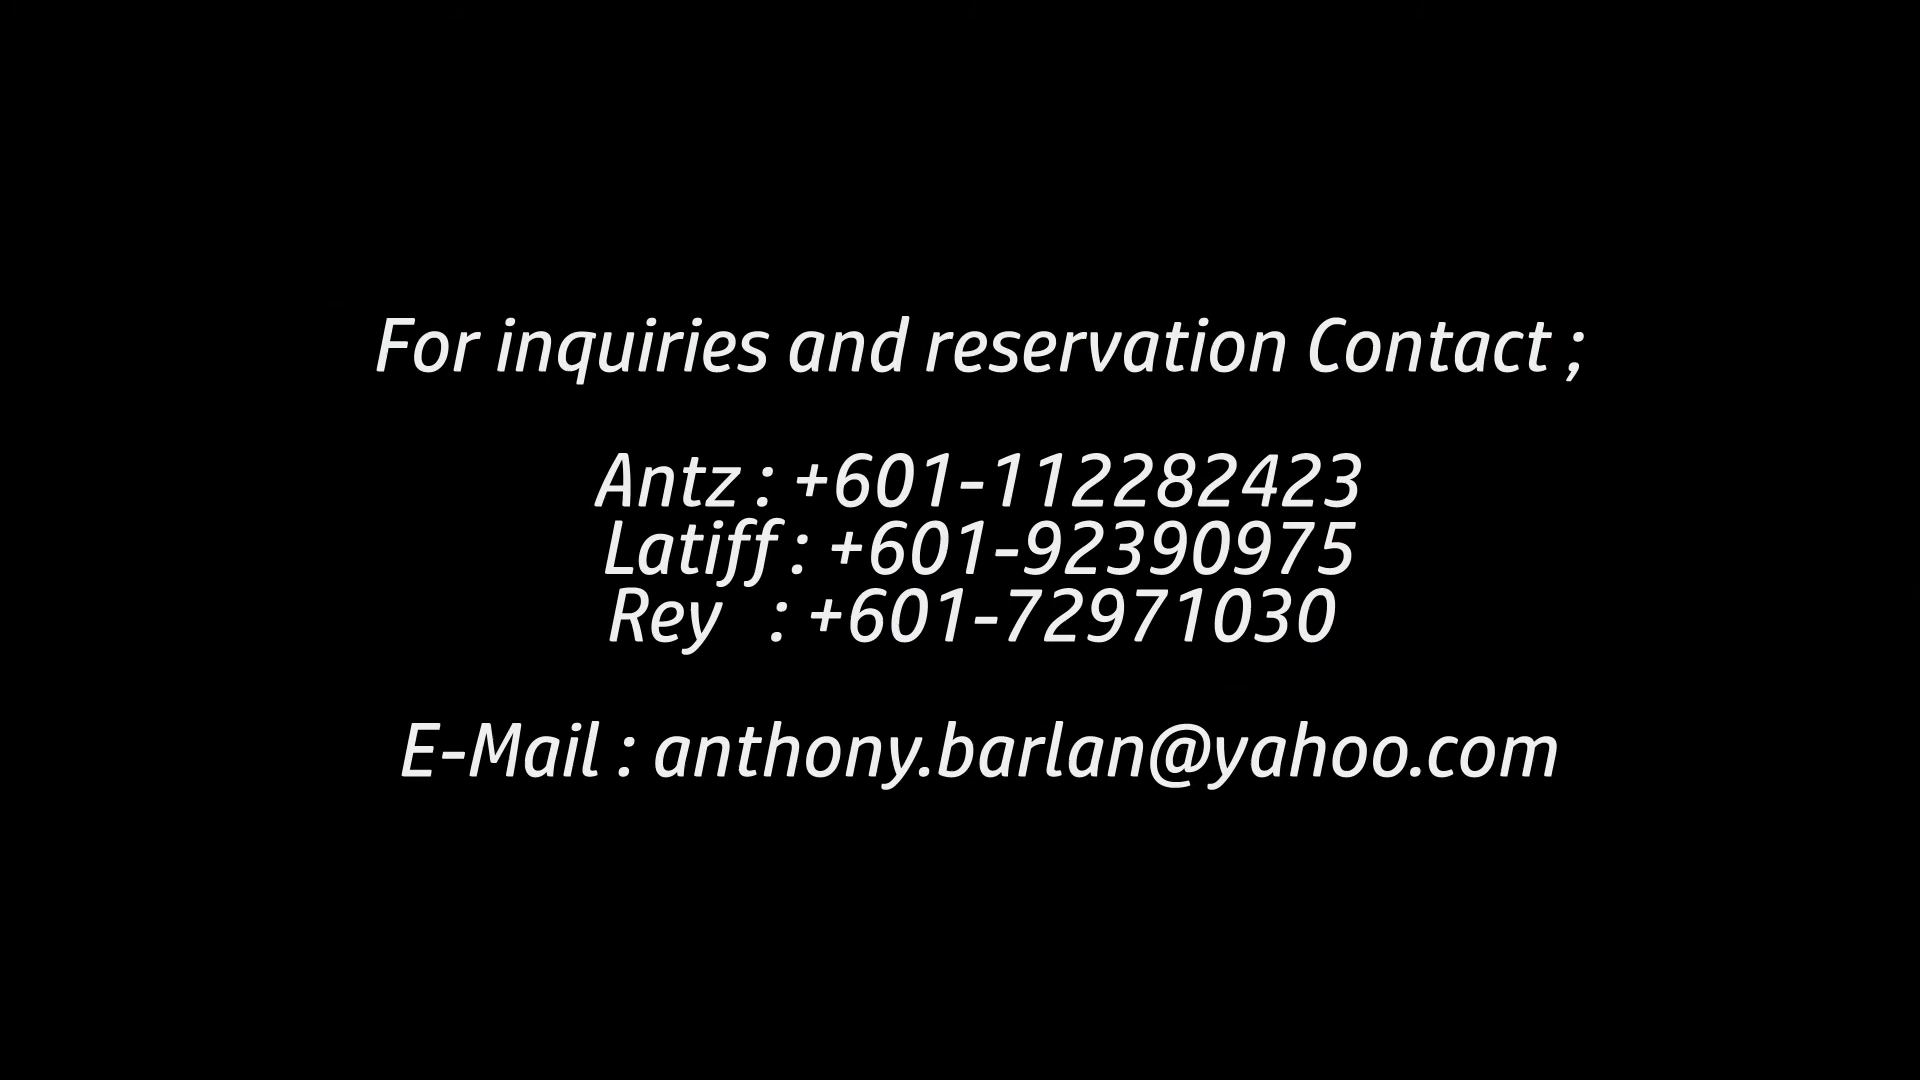 For inquiries and reservation Contact ;
Antz : +601-112282423
Latiff : +601-92390975
Rey : +601-72971030
E-Mail : anthony.barlan@yahoo.com